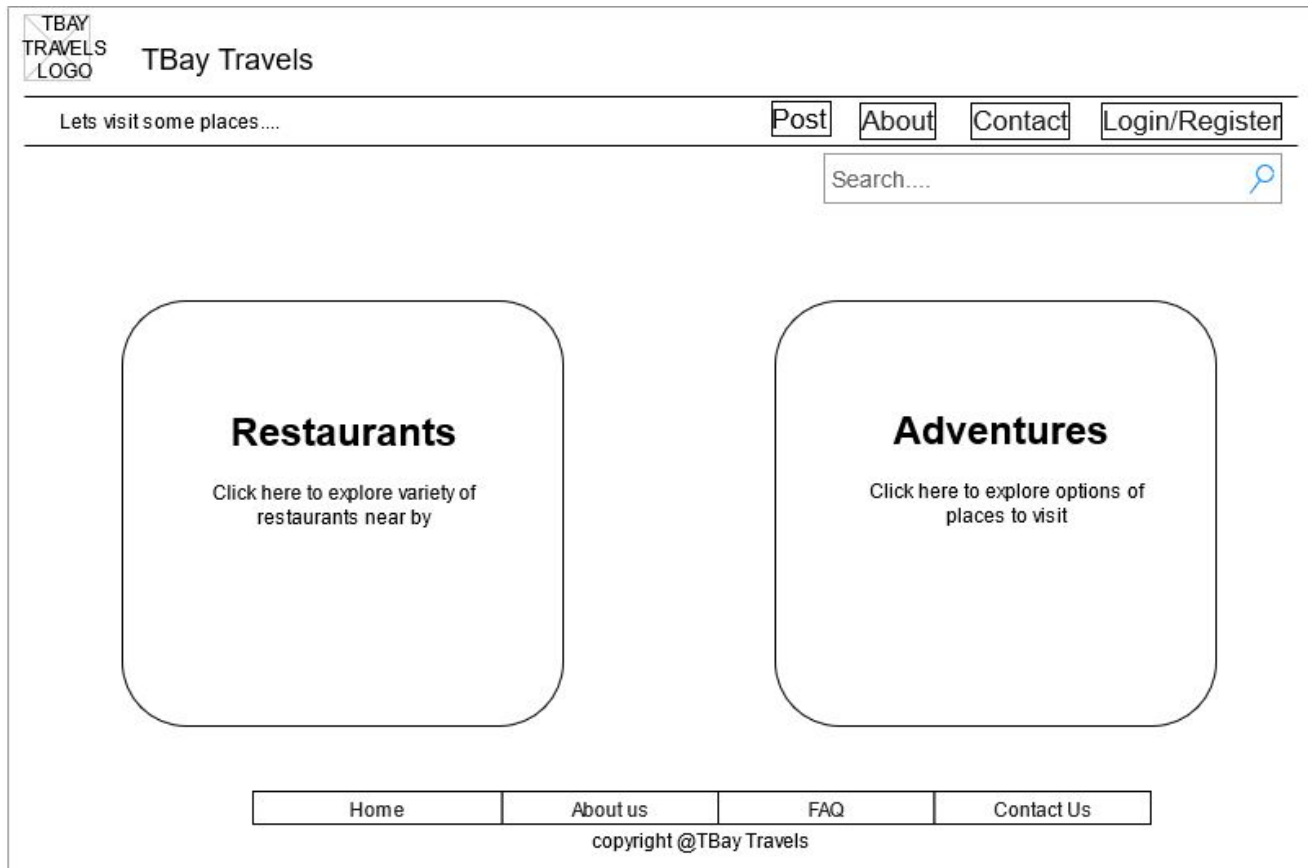 TBAY
TRAVELS
LOGO
TBay Travels
Lets visit some places....
Post
About
Contact
Login/Register
Search....
Restaurants
Click here to explore variety of
restaurants near by
Adventures
Click here to explore options of
places to visit
Home
About us
FAQ
Contact Us
copyright @TBay Travels